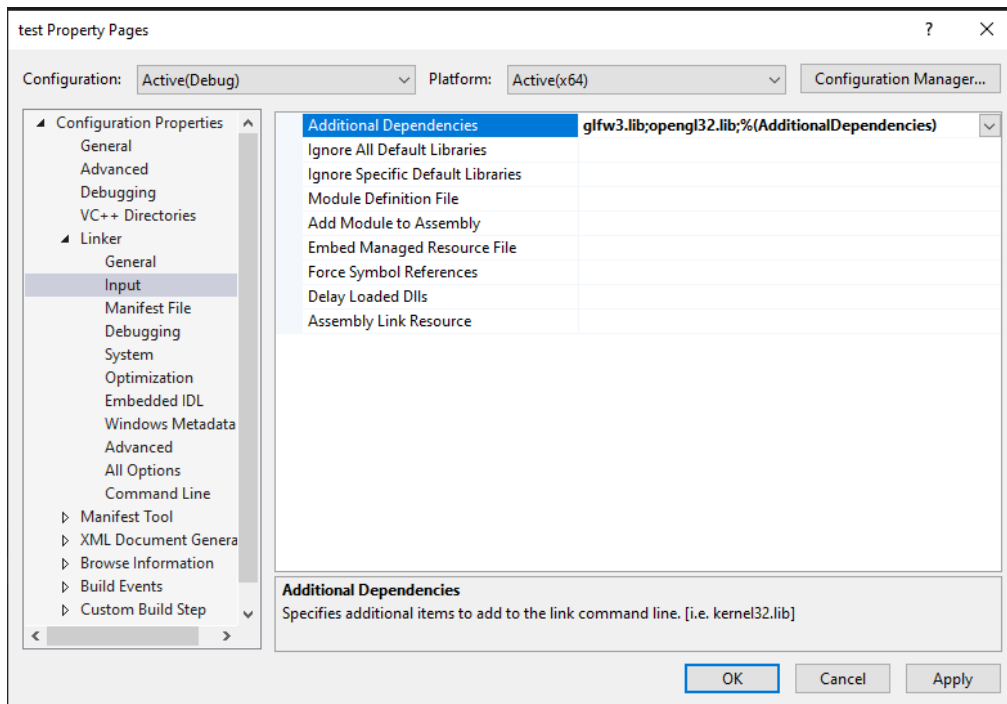 test Property Pages
?
Configuration: Active(Debug) Platform: Active(x64) Configuration Manager...
Configuration Properties
General
Advanced
Debugging
VC++ Directories
Linker
General
Input
Manifest File
Debugging
System
Optimization
Embedded IDL
Windows Metadata
Advanced
All Options
Command Line
Manifest Tool
XML Document Genera
Browse Information
Build Events
Custom Build Step
Additional Dependencies glfw3.lib;opengl32.lib;%(AdditionalDependencies)
Ignore All Default Libraries
Ignore Specific Default Libraries
Module Definition File
Add Module to Assembly
Embed Managed Resource File
Force Symbol References
Delay Loaded Dlls
Assembly Link Resource
Additional Dependencies
Specifies additional items to add to the link command line. [i.e. kernel32.lib]
OK Cancel Apply